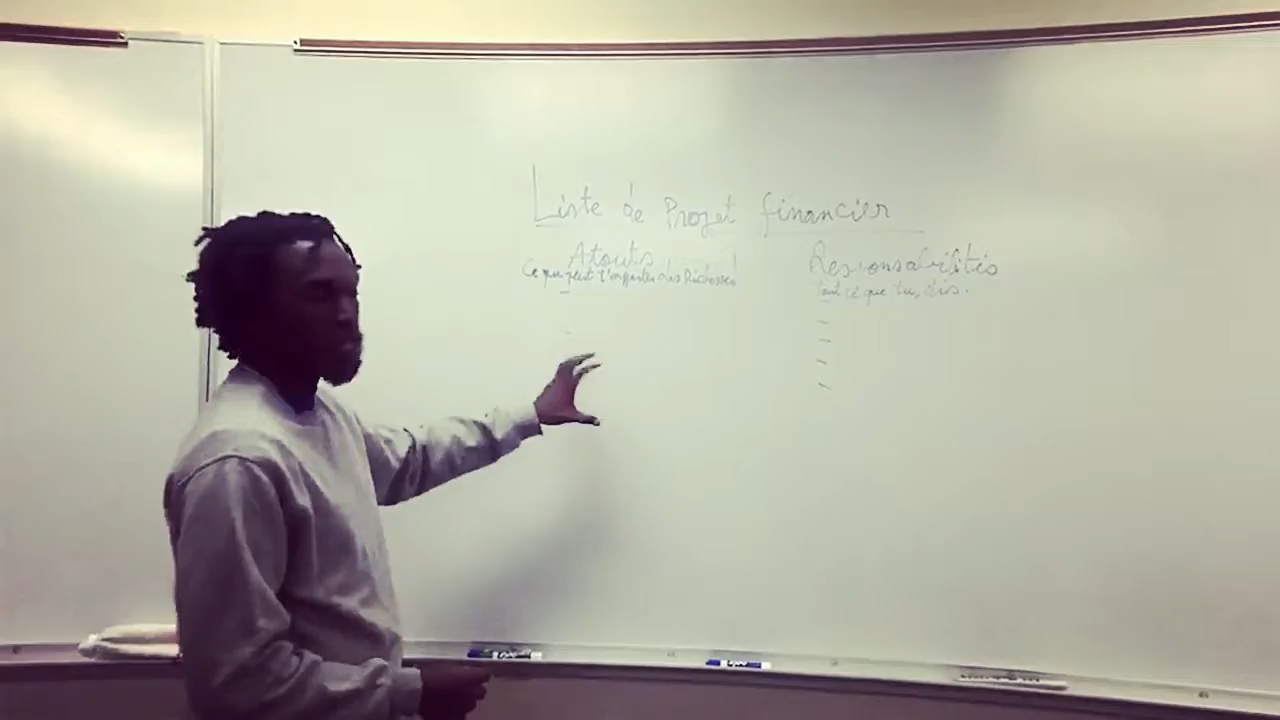 Liste de Projet financier
Atouts
Ce qui peut t'apporter des Richesses
Responsabilités
tout ce que tu dois.